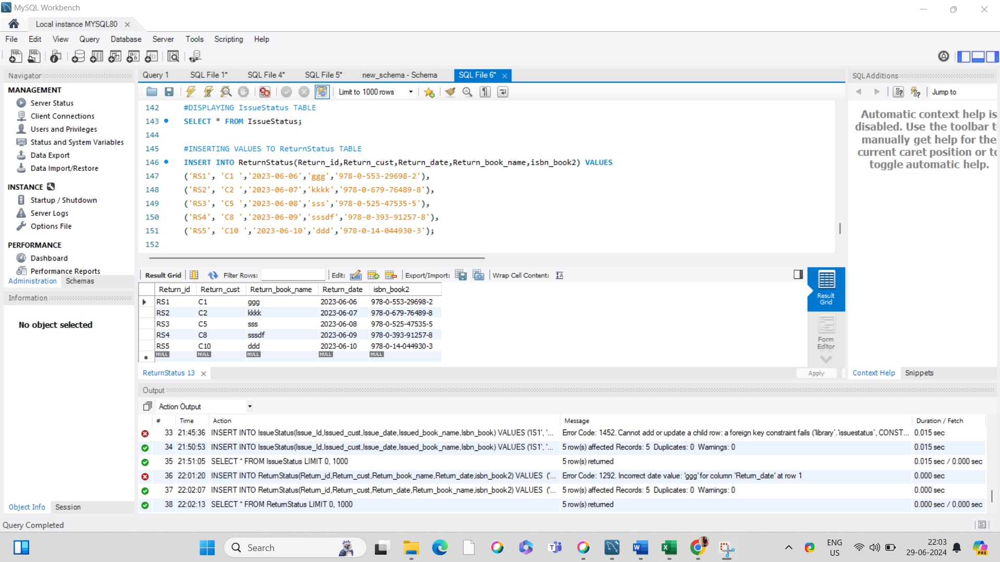 MySQL Workbench
Local instance MYSQL80
File Edit View Query Database Server Tools Scripting Help
Navigator
MANAGEMENT
Server Status
Client Connections
Users and Privileges
Status and System Variables
Data Export
Data Import/Restore
INSTANCE
Startup / Shutdown
Server Logs
Options File
PERFORMANCE
Dashboard
Performance Reports
Administration Schemas
Information
No object selected
Object Info Session
Query 1 SQL File 1* SQL File 4* SQL File 5* new_schema - Schema SQL File 6*
Limit to 1000 rows
142 #DISPLAYING IssueStatus TABLE
143 SELECT * FROM IssueStatus;
144
145 #INSERTING VALUES TO ReturnStatus TABLE
146 INSERT INTO ReturnStatus(Return_id,Return_cust,Return_date,Return_book_name,isbn_book2) VALUES
147 ('RS1', 'C1 ','2023-06-06','ggg','978-0-553-29698-2'),
148 ('RS2', 'C2 ','2023-06-07','kkkk','978-0-679-76489-8'),
149 ('RS3', 'C5 ','2023-06-08','sss','978-0-525-47535-5'),
150 ('RS4', 'C8 ','2023-06-09','sssdf','978-0-393-91257-8'),
151 ('RS5', 'C10 ','2023-06-10','ddd','978-0-14-044930-3');
152
Result Grid Filter Rows: Edit: Export/Import: Wrap Cell Content:
Return_id Return_cust Return_book_name Return_date isbn_book2
RS1 C1 ggg 2023-06-06 978-0-553-29698-2
RS2 C2 kkkk 2023-06-07 978-0-679-76489-8
RS3 C5 sss 2023-06-08 978-0-525-47535-5
RS4 C8 sssdf 2023-06-09 978-0-393-91257-8
RS5 C10 ddd 2023-06-10 978-0-14-044930-3
NULL NULL NULL NULL NULL
Result
Grid
Form
Editor
ReturnStatus 13
Apply
SQLAdditions
Jump to
Automatic context help is
disabled. Use the toolbar t
manually get help for the
current caret position or to
toggle automatic help.
Context Help Snippets
Output
Action Output
# Time Action Message Duration / Fetch
33 21:45:36 INSERT INTO IssueStatus(Issue_Id,Issued_cust,Issue_date,Issued_book_name,Isbn_book) VALUES ('IS1', '... Error Code: 1452. Cannot add or update a child row: a foreign key constraint fails (`library`.`issuestatus`, CONST... 0.015 sec
34 21:50:53 INSERT INTO IssueStatus(Issue_Id,Issued_cust,Issue_date,Issued_book_name,Isbn_book) VALUES ('IS1', '... 5 row(s) affected Records: 5 Duplicates: 0 Warnings: 0 0.015 sec
35 21:51:05 SELECT * FROM IssueStatus LIMIT 0, 1000 5 row(s) returned 0.015 sec / 0.000 sec
36 22:01:20 INSERT INTO ReturnStatus(Return_id,Return_cust,Return_book_name,Return_date,isbn_book2) VALUES ('... Error Code: 1292. Incorrect date value: 'ggg' for column 'Return_date' at row 1 0.000 sec
37 22:02:07 INSERT INTO ReturnStatus(Return_id,Return_cust,Return_date,Return_book_name,isbn_book2) VALUES ('... 5 row(s) affected Records: 5 Duplicates: 0 Warnings: 0 0.000 sec
38 22:02:13 SELECT * FROM ReturnStatus LIMIT 0, 1000 5 row(s) returned 0.000 sec / 0.000 sec
Query Completed
Search
ENG
US
22:03
29-06-2024
PRE